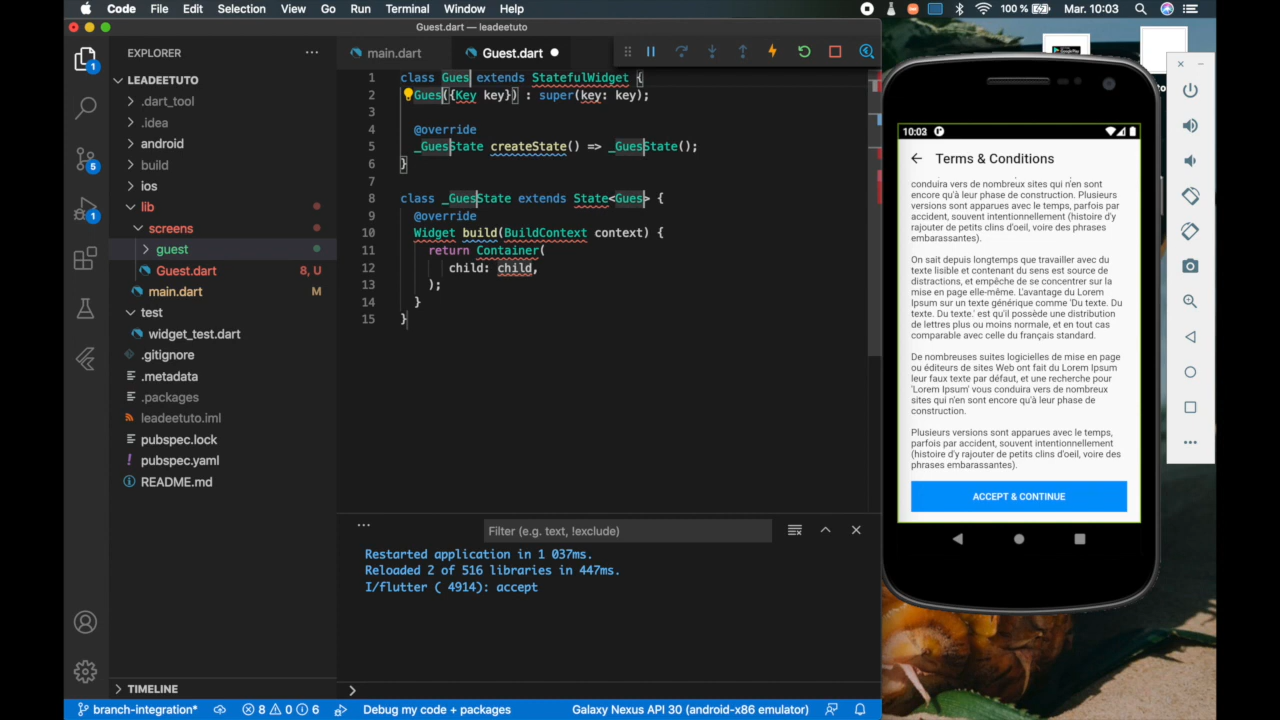 Code File Edit Selection View Go Run Terminal Window Help 100 % Mar. 10:03
Guest.dart — leadeetuto
EXPLORER
LEADEETUTO
.dart_tool
.idea
android
build
ios
lib
screens
guest
Guest.dart 8, U
main.dart M
test
widget_test.dart
.gitignore
.metadata
.packages
leadeetuto.iml
pubspec.lock
pubspec.yaml
README.md
TIMELINE
1
5
1
main.dart Guest.dart
1 class Gues extends StatefulWidget {
2 Gues({Key key}) : super(key: key);
3
4 @override
5 _GuesState createState() => _GuesState();
6 }
7
8 class _GuesState extends State<Gues> {
9 @override
10 Widget build(BuildContext context) {
11 return Container(
12 child: child,
13 );
14 }
15 }
Filter (e.g. text, !exclude)
Restarted application in 1 037ms.
Reloaded 2 of 516 libraries in 447ms.
I/flutter ( 4914): accept
branch-integration* 8 0 6 Debug my code + packages Galaxy Nexus API 30 (android-x86 emulator)
10:03
Terms & Conditions
conduira vers de nombreux sites qui n'en sont
encore qu'à leur phase de construction. Plusieurs
versions sont apparues avec le temps, parfois par
accident, souvent intentionnellement (histoire d'y
rajouter de petits clins d'oeil, voire des phrases
embarassantes).
On sait depuis longtemps que travailler avec du
texte lisible et contenant du sens est source de
distractions, et empêche de se concentrer sur la
mise en page elle-même. L'avantage du Lorem
Ipsum sur un texte générique comme 'Du texte. Du
texte. Du texte.' est qu'il possède une distribution
de lettres plus ou moins normale, et en tout cas
comparable avec celle du français standard.
De nombreuses suites logicielles de mise en page
ou éditeurs de sites Web ont fait du Lorem Ipsum
leur faux texte par défaut, et une recherche pour
'Lorem Ipsum' vous conduira vers de nombreux
sites qui n'en sont encore qu'à leur phase de
construction.
Plusieurs versions sont apparues avec le temps,
parfois par accident, souvent intentionnellement
(histoire d'y rajouter de petits clins d'oeil, voire des
phrases embarassantes).
ACCEPT & CONTINUE